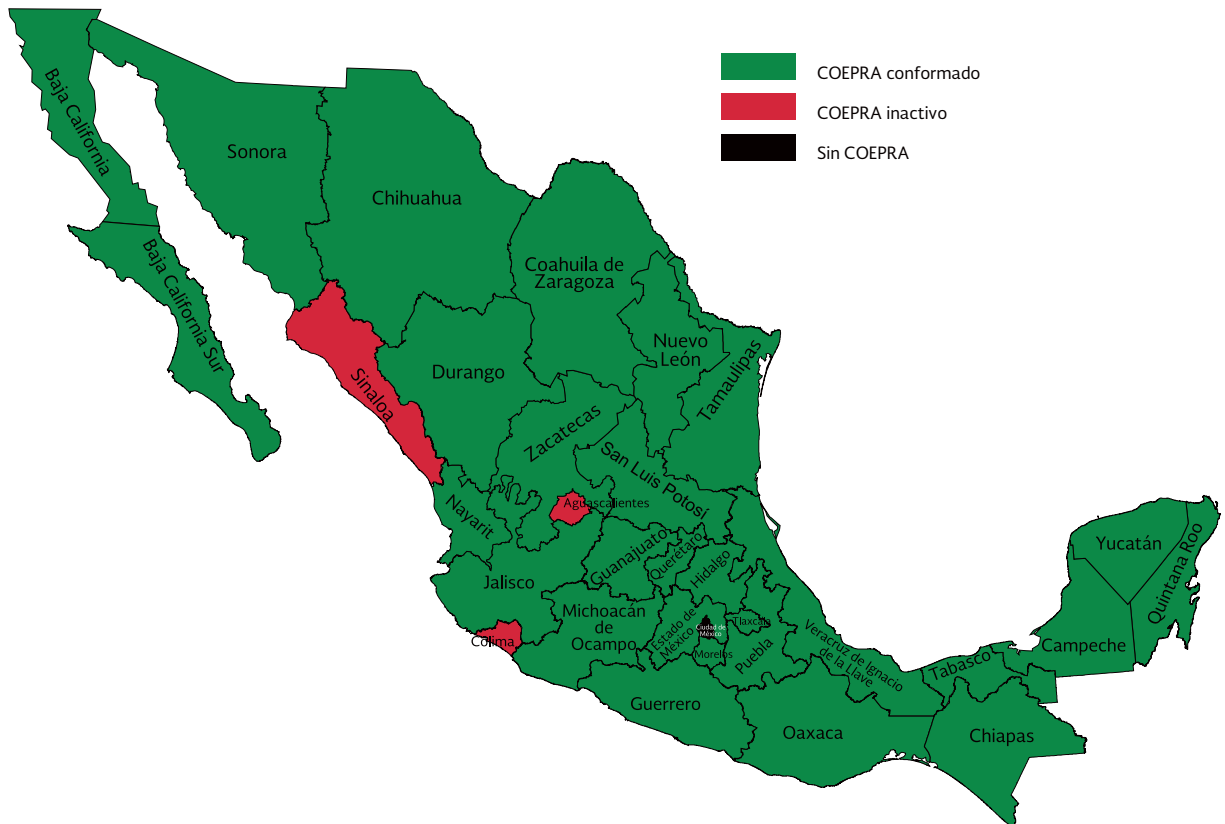 COEPRA conformado
COEPRA inactivo
Sin COEPRA
Baja California
Sonora
Chihuahua
Baja California Sur
Coahuila de
Zaragoza
Nuevo
León
Tamaulipas
Durango
Sinaloa
Zacatecas
San Luis Potosí
Aguascalientes
Nayarit
Guanajuato
Querétaro
Hidalgo
Jalisco
Michoacán
de
Ocampo
Colima
Estado de
México
Ciudad de
México
Tlaxcala
Morelos
Puebla
Veracruz de Ignacio
de la Llave
Guerrero
Oaxaca
Tabasco
Chiapas
Campeche
Yucatán
Quintana Roo